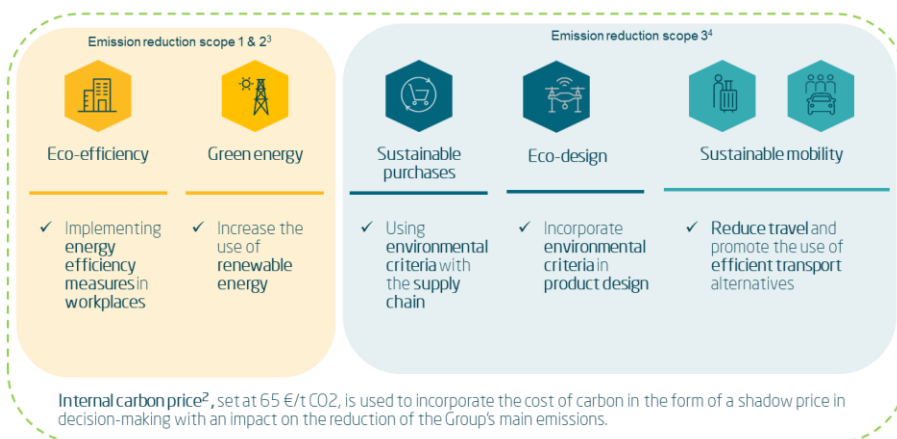 Emission reduction scope 1 & 2³
Emission reduction scope 3⁴
Eco-efficiency
Green energy
Sustainable
purchases
Eco-design
Sustainable mobility
✓ Implementing
energy
efficiency
measures in
workplaces
✓ Increase the
use of
renewable
energy
✓ Using
environmental
criteria with
the supply
chain
✓ Incorporate
environmental
criteria in
product design
✓ Reduce travel and
promote the use of
efficient transport
alternatives
Internal carbon price², set at 65 €/t CO2, is used to incorporate the cost of carbon in the form of a shadow price in
decision-making with an impact on the reduction of the Group's main emissions.